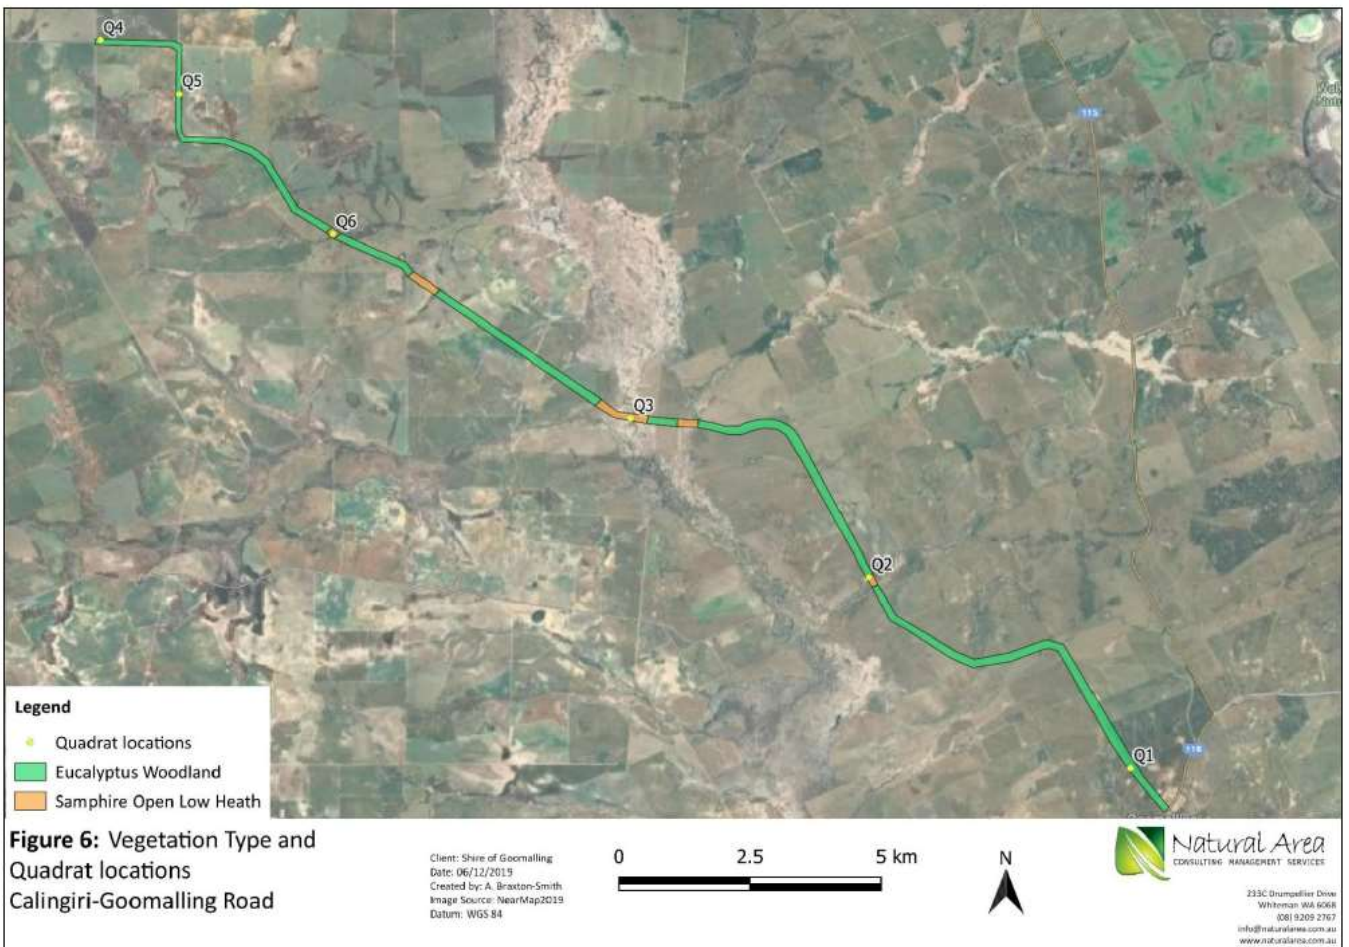 Q4
Q5
115
Q6
Q3
Q2
Q1
116
Legend
Quadrat locations
Eucalyptus Woodland
Samphire Open Low Heath
Figure 6: Vegetation Type and
Quadrat locations
Calingiri-Goomalling Road
Client: Shire of Goomalling
Date: 06/12/2019
Created by: A. Braxton-Smith
Image Source: NearMap2019
Datum: WGS 84
0 2.5 5 km
N
Natural Area
CONSULTING MANAGEMENT SERVICES
233C Drumpellier Drive
Whiteman WA 6068
(08) 9209 2767
info@naturalarea.com.au
www.naturalarea.com.au